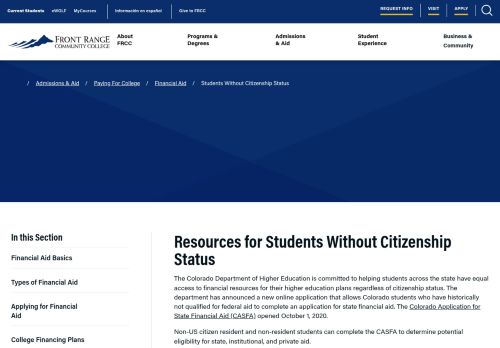 Current Students eWOLF MyCourses Información en español Give to FRCC REQUEST INFO VISIT APPLY
FRONT RANGE
COMMUNITY COLLEGE
About
FRCC
Programs &
Degrees
Admissions
& Aid
Student
Experience
Business &
Community
/ Admissions & Aid / Paying For College / Financial Aid / Students Without Citizenship Status
In this Section
Financial Aid Basics
Types of Financial Aid
Applying for Financial
Aid
College Financing Plans
Resources for Students Without Citizenship
Status
The Colorado Department of Higher Education is committed to helping students across the state have equal
access to financial resources for their higher education plans regardless of citizenship status. The
department has announced a new online application that allows Colorado students who have historically
not qualified for federal aid to complete an application for state financial aid. The Colorado Application for
State Financial Aid (CASFA) opened October 1, 2020.
Non-US citizen resident and non-resident students can complete the CASFA to determine potential
eligibility for state, institutional, and private aid.